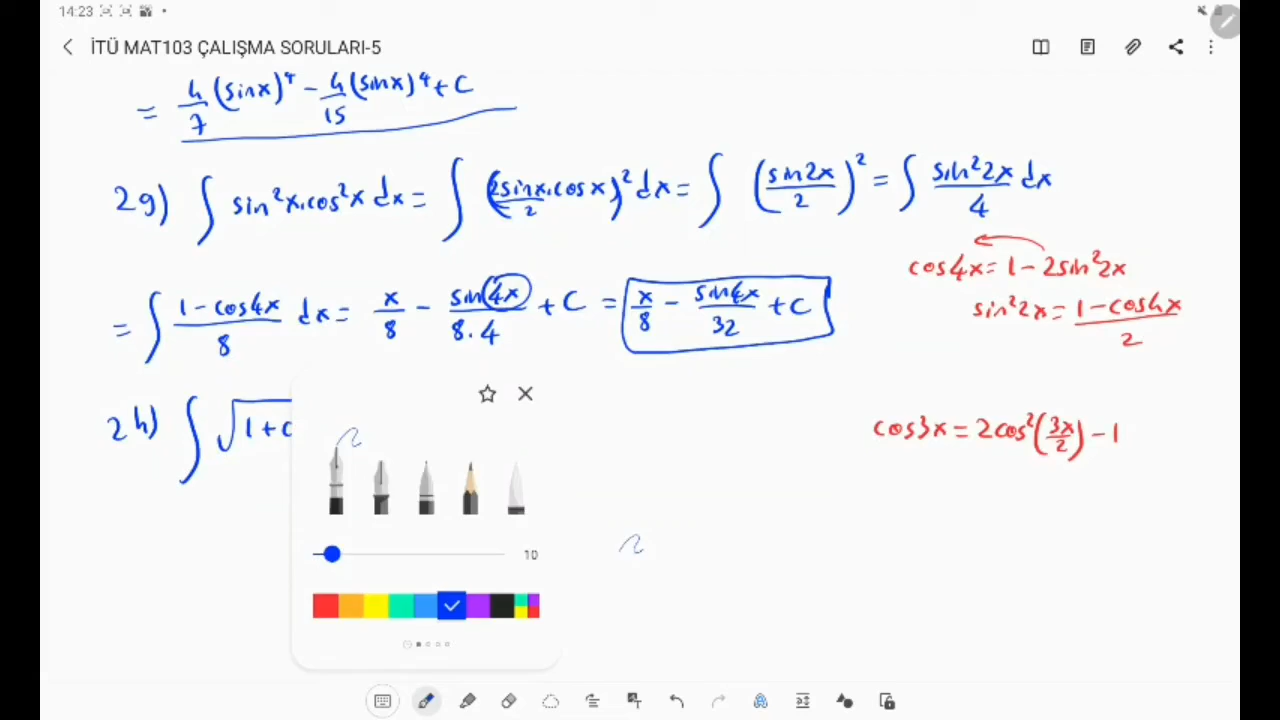 14:23
İTÜ MAT103 ÇALIŞMA SORULARI-5
= 4/7 (sinx)^4 - 4/15 (sinx)^4 + C
2g) ∫ sin²x.cos²x dx = ∫ (2sinx.cosx/2)² dx = ∫ (sin2x/2)² = ∫ sin²2x/4 dx
cos4x = 1 - 2sin²2x
sin²2x = 1-cos4x/2
= ∫ 1-cos4x/8 dx = x/8 - sin(4x)/8.4 + C = x/8 - sin4x/32 + C
2h) ∫ √1+c
cos3x = 2cos²(3x/2) - 1
10